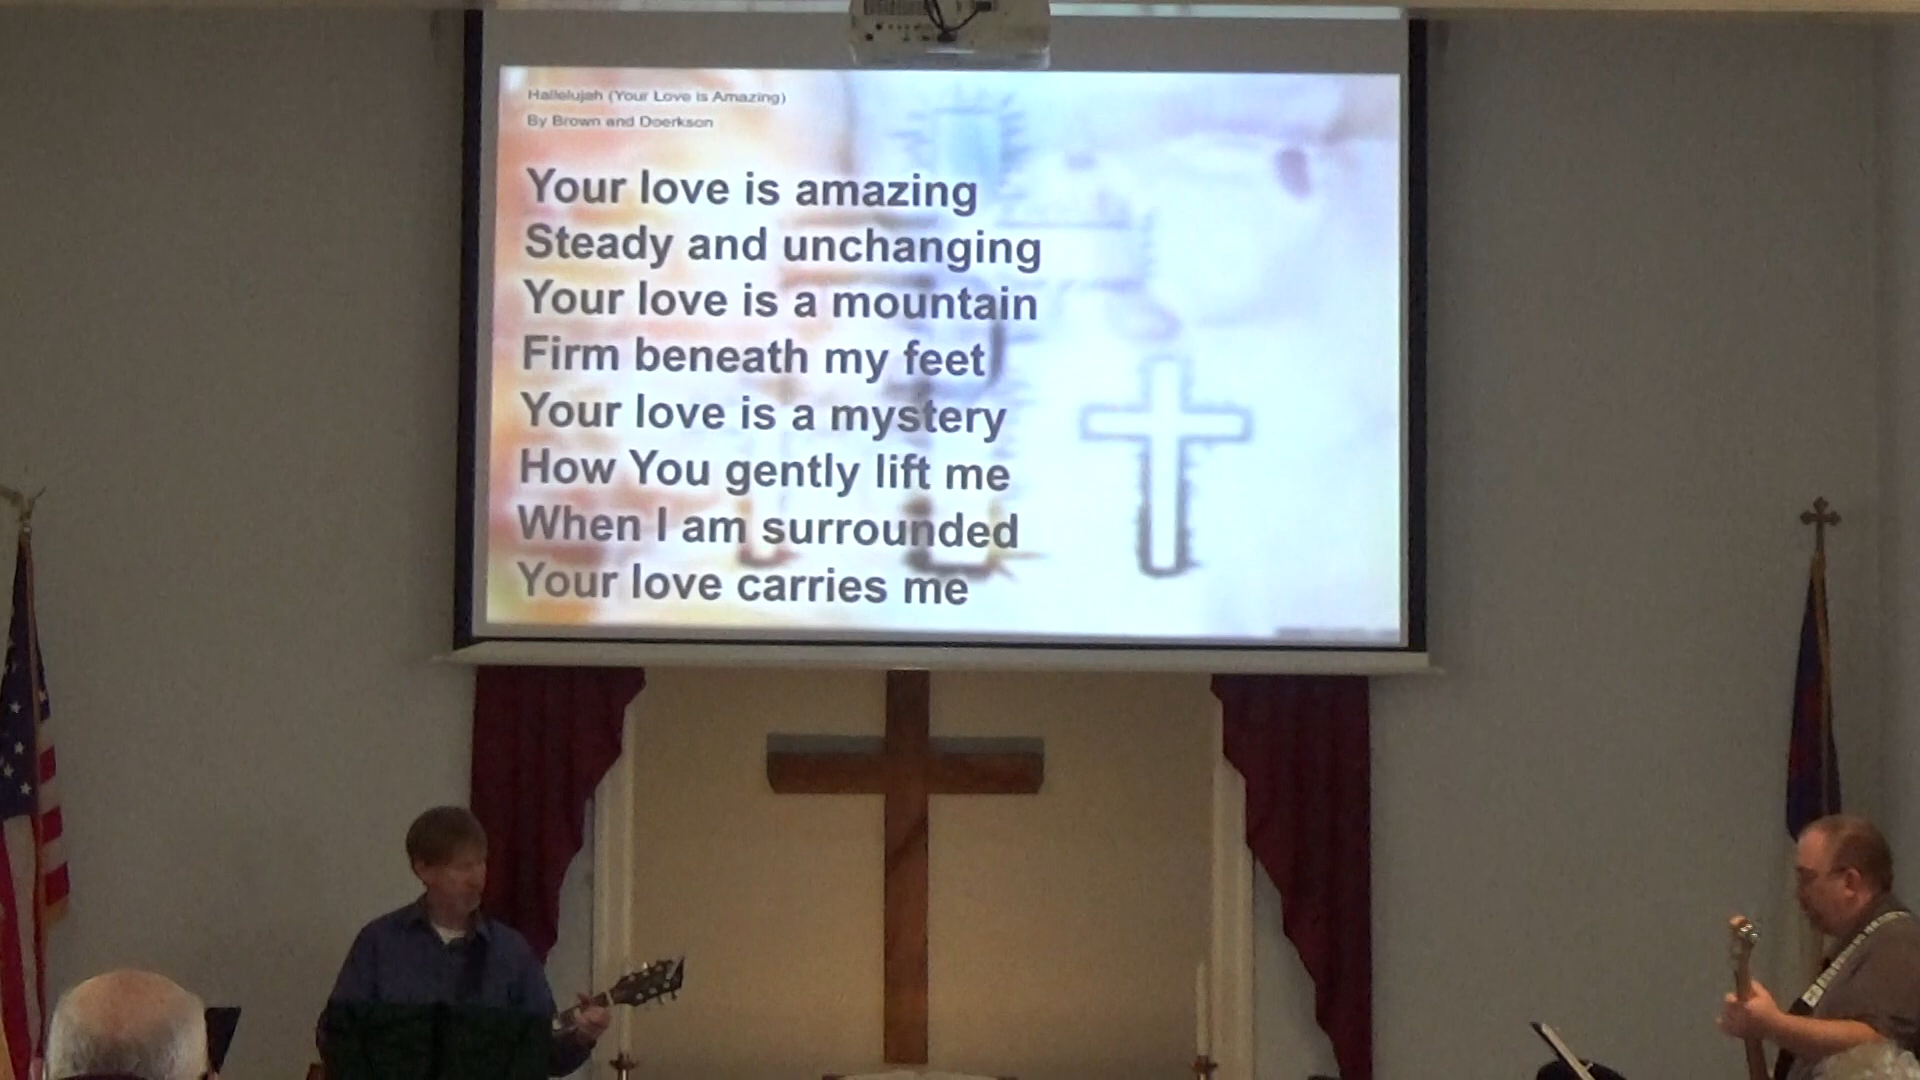 Hallelujah (Your Love is Amazing)
By Brown and Doerkson
Your love is amazing
Steady and unchanging
Your love is a mountain
Firm beneath my feet
Your love is a mystery
How You gently lift me
When I am surrounded
Your love carries me